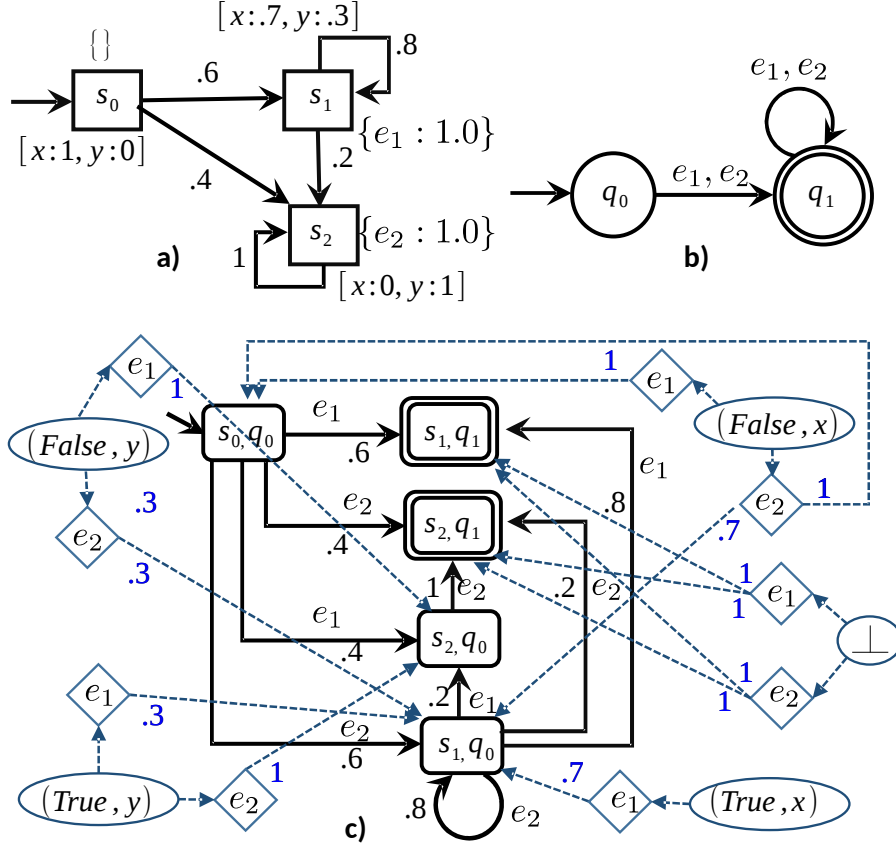 {}
[x:.7, y:.3]
.8
.6
s0
s1
[x:1, y:0]
{e1 : 1.0}
.4
.2
s2
{e2 : 1.0}
1
a)
[x:0, y:1]
e1, e2
q0
e1, e2
q1
b)
e1
1
1
e1
(False, y)
s0,q0
e1
.6
s1,q1
(False, x)
e1
.3
e2
.4
s2,q1
.8
e2
1
.7
e2
.3
1
e2
.2
e2
1
1
e1
e1
.4
s2,q0
⊥
e1
.3
.2
e1
1
1
e2
e2
.6
s1,q0
(True, y)
e2
1
.7
e1
(True, x)
.8
e2
c)